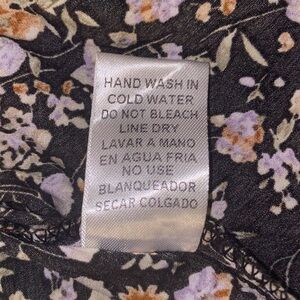 HAND WASH IN
COLD WATER
DO NOT BLEACH
LINE DRY
LAVAR A MANO
EN AGUA FRIA
NO USE
BLANQUEADOR
SECAR COLGADO